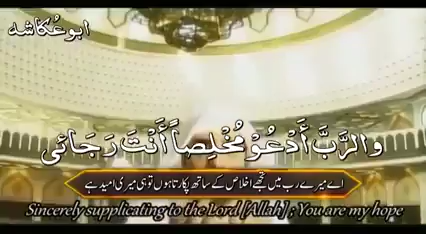 ابو عُکاشه
والرَّبَّ أَدْعُوْ مُخْلِصاً أَنْتَ رَجَائِي
اے میرے رب میں تجھے اخلاص کے ساتھ پکارتا ہوں تو ہی میری امید ہے
Sincerely supplicating to the Lord [Allah] ; You are my hope